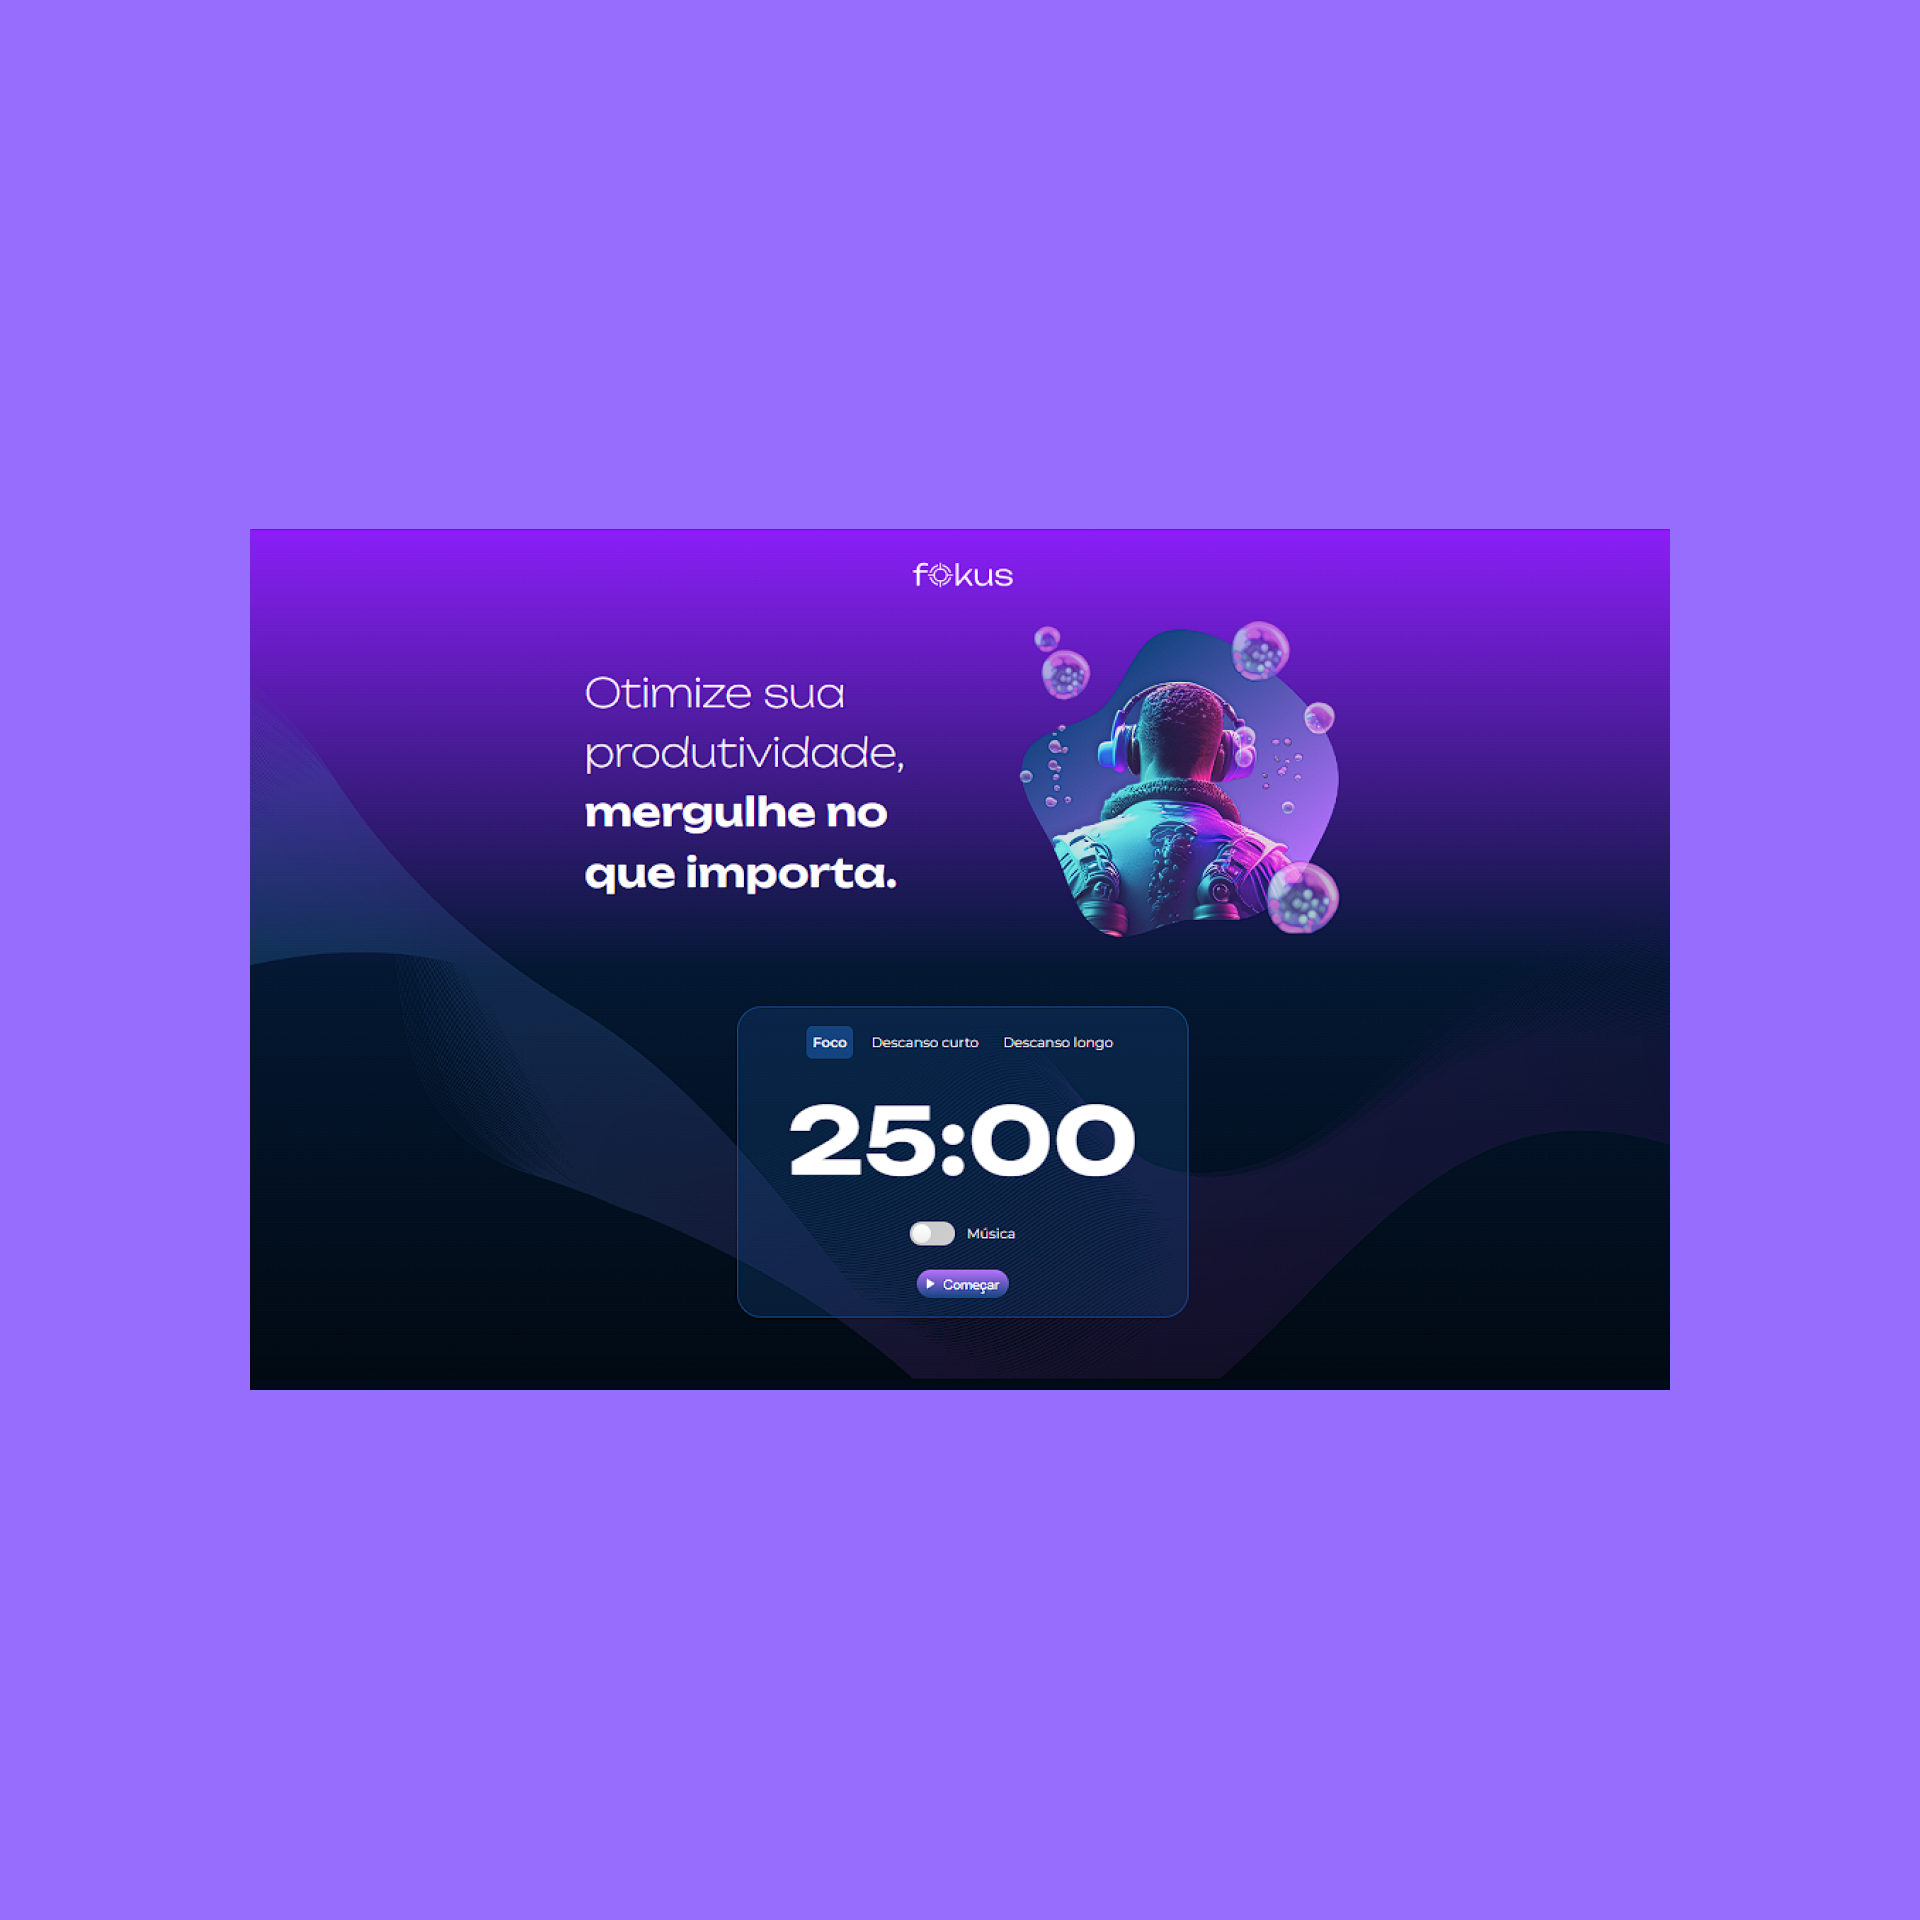 fokus
Otimize sua
produtividade,
mergulhe no
que importa.
Foco Descanso curto Descanso longo
25:00
Música
Começar